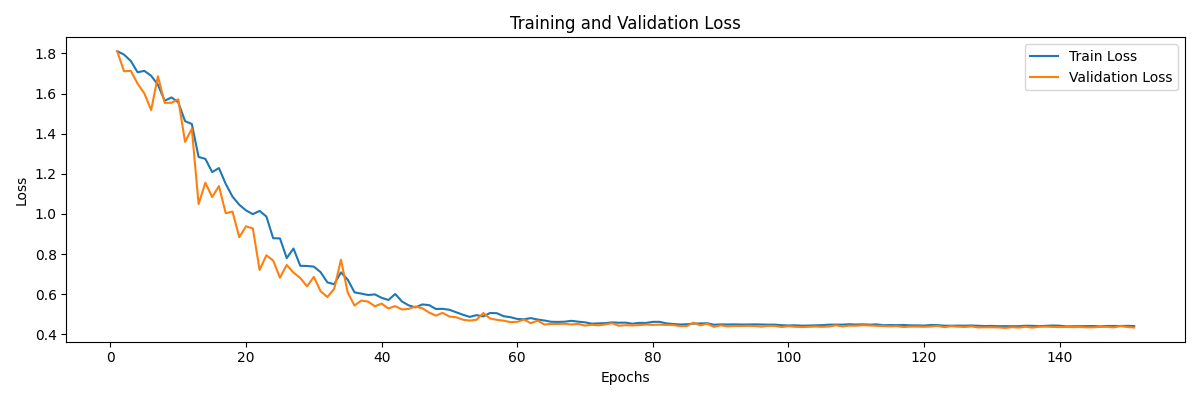 Training and Validation Loss
Train Loss
Validation Loss
Loss
1.8
1.6
1.4
1.2
1.0
0.8
0.6
0.4
0 20 40 60 80 100 120 140
Epochs